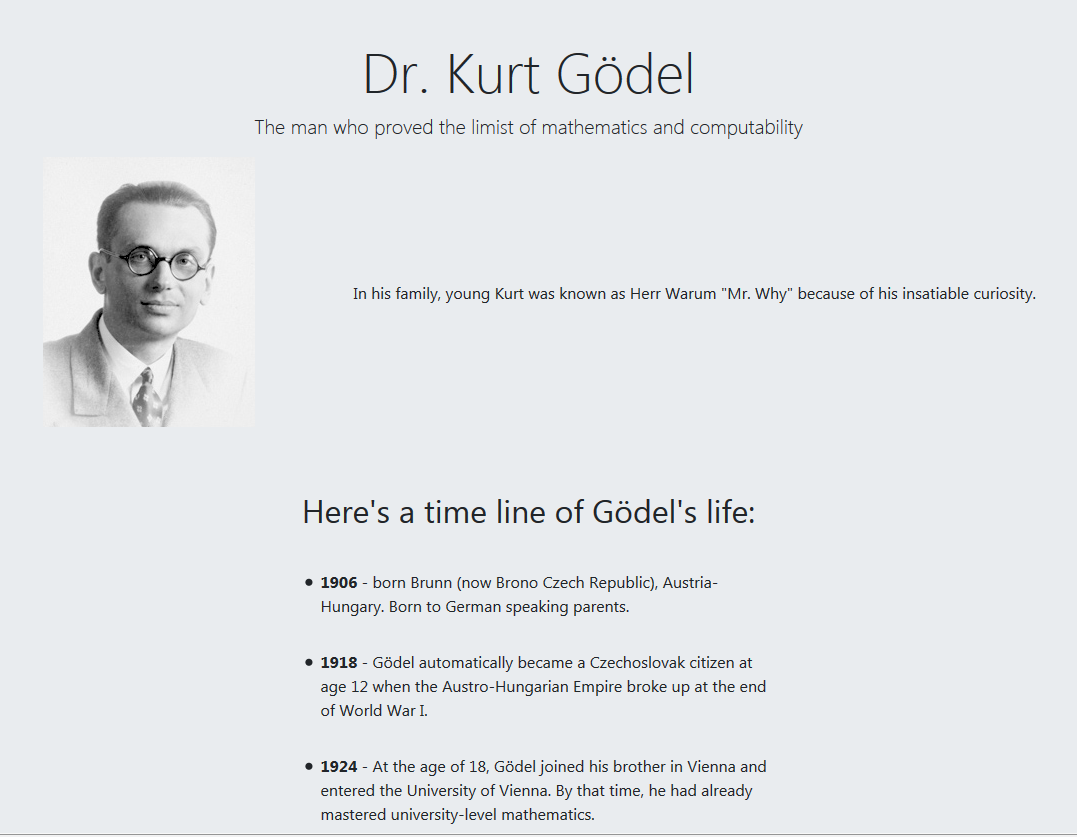 Dr. Kurt Gödel
The man who proved the limist of mathematics and computability
In his family, young Kurt was known as Herr Warum "Mr. Why" because of his insatiable curiosity.
Here's a time line of Gödel's life:
• 1906 - born Brunn (now Brono Czech Republic), Austria-
Hungary. Born to German speaking parents.
• 1918 - Gödel automatically became a Czechoslovak citizen at
age 12 when the Austro-Hungarian Empire broke up at the end
of World War I.
• 1924 - At the age of 18, Gödel joined his brother in Vienna and
entered the University of Vienna. By that time, he had already
mastered university-level mathematics.